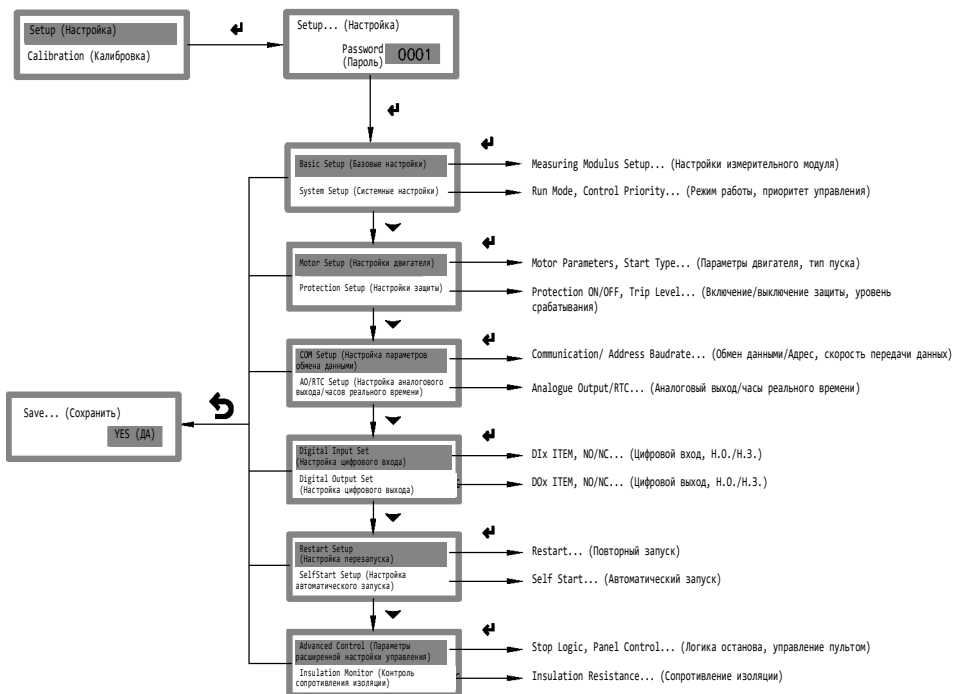 Setup (Настройка)
Calibration (Калибровка)
Setup... (Настройка)
Password
(Пароль)
0001
Basic Setup (Базовые настройки)
System Setup (Системные настройки)
Measuring Modulus Setup... (Настройки измерительного модуля)
Run Mode, Control Priority... (Режим работы, приоритет управления)
Motor Setup (Настройки двигателя)
Protection Setup (Настройки защиты)
Motor Parameters, Start Type... (Параметры двигателя, тип пуска)
Protection ON/OFF, Trip Level... (Включение/выключение защиты, уровень
срабатывания)
COM Setup (Настройка параметров
обмена данными)
AO/RTC Setup (Настройка аналогового
выхода/часов реального времени)
Communication/ Address Baudrate... (Обмен данными/Адрес, скорость передачи данных)
Analogue Output/RTC... (Аналоговый выход/часы реального времени)
Save... (Сохранить)
YES (ДА)
Digital Input Set
(Настройка цифрового входа)
Digital Output Set
(Настройка цифрового выхода)
DIx ITEM, NO/NC... (Цифровой вход, Н.О./Н.З.)
DOx ITEM, NO/NC... (Цифровой выход, Н.О./Н.З.)
Restart Setup
(Настройка перезапуска)
SelfStart Setup (Настройка
автоматического запуска)
Restart... (Повторный запуск)
Self Start... (Автоматический запуск)
Advanced Control (Параметры
расширенной настройки управления)
Insulation Monitor (Контроль
сопротивления изоляции)
Stop Logic, Panel Control... (Логика останова, управление пультом)
Insulation Resistance... (Сопротивление изоляции)